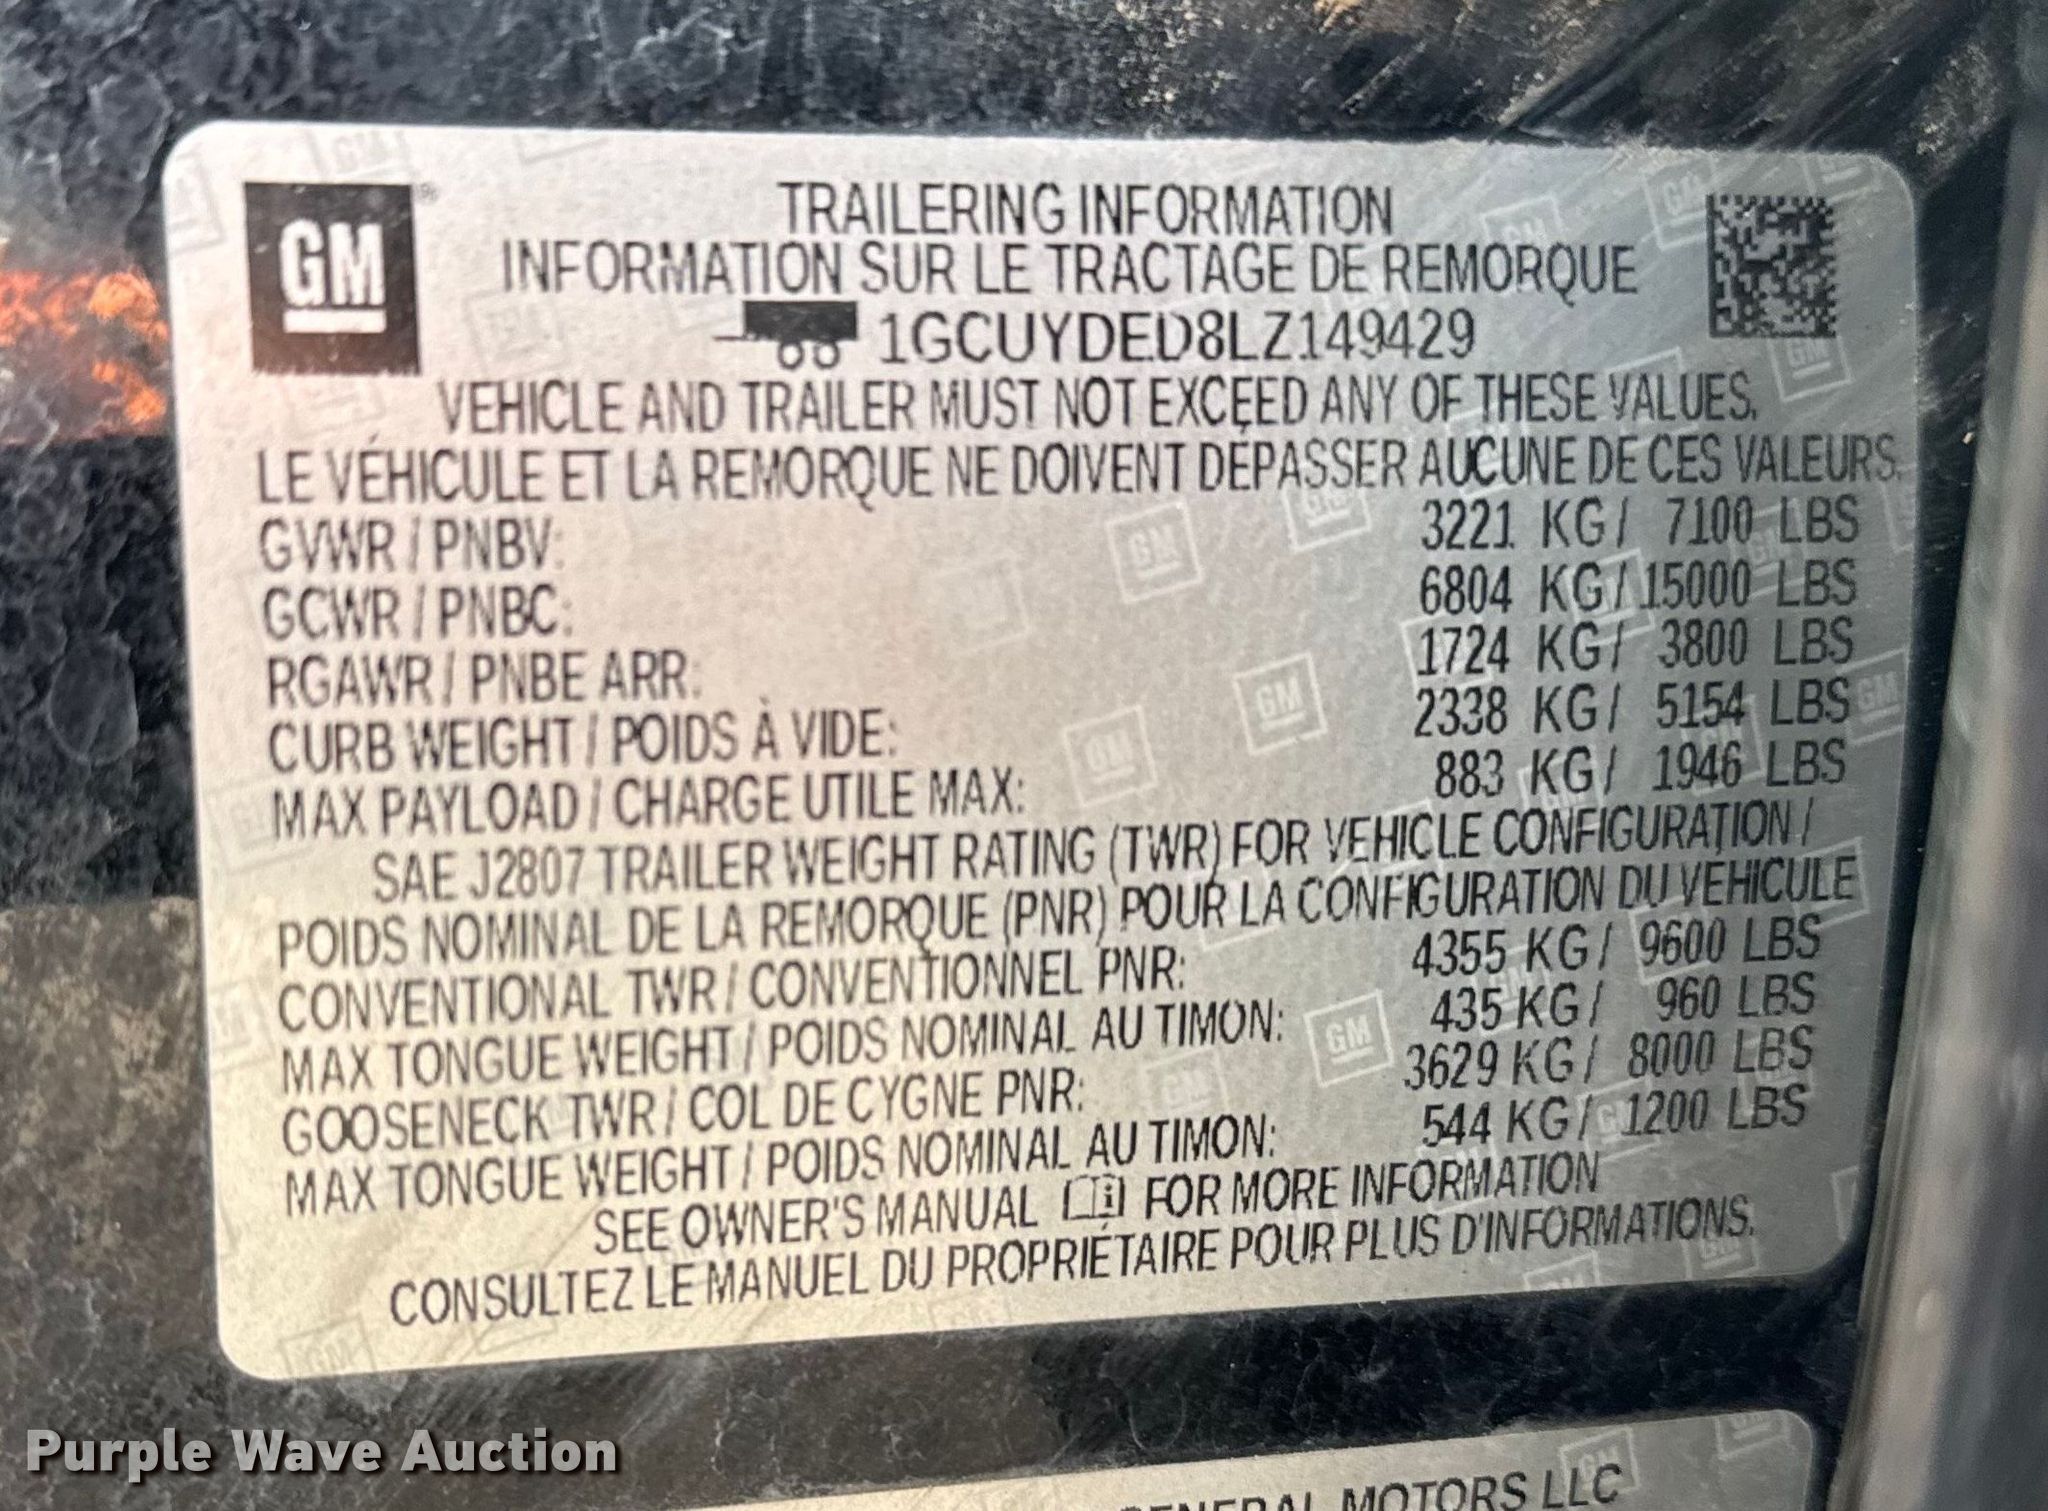 GM
TRAILERING INFORMATION
INFORMATION SUR LE TRACTAGE DE REMORQUE
1GCUYDED8LZ149429
VEHICLE AND TRAILER MUST NOT EXCEED ANY OF THESE VALUES.
LE VÉHICULE ET LA REMORQUE NE DOIVENT DÉPASSER AUCUNE DE CES VALEURS.
GVWR / PNBV: 3221 KG / 7100 LBS
GCWR / PNBC: 6804 KG / 15000 LBS
RGAWR / PNBE ARR: 1724 KG / 3800 LBS
CURB WEIGHT / POIDS À VIDE: 2338 KG / 5154 LBS
MAX PAYLOAD / CHARGE UTILE MAX: 883 KG / 1946 LBS
SAE J2807 TRAILER WEIGHT RATING (TWR) FOR VEHICLE CONFIGURATION /
POIDS NOMINAL DE LA REMORQUE (PNR) POUR LA CONFIGURATION DU VÉHICULE
CONVENTIONAL TWR / CONVENTIONNEL PNR: 4355 KG / 9600 LBS
MAX TONGUE WEIGHT / POIDS NOMINAL AU TIMON: 435 KG / 960 LBS
GOOSENECK TWR / COL DE CYGNE PNR: 3629 KG / 8000 LBS
MAX TONGUE WEIGHT / POIDS NOMINAL AU TIMON: 544 KG / 1200 LBS
SEE OWNER'S MANUAL FOR MORE INFORMATION
CONSULTEZ LE MANUEL DU PROPRIÉTAIRE POUR PLUS D'INFORMATIONS.
GENERAL MOTORS LLC
Purple Wave Auction